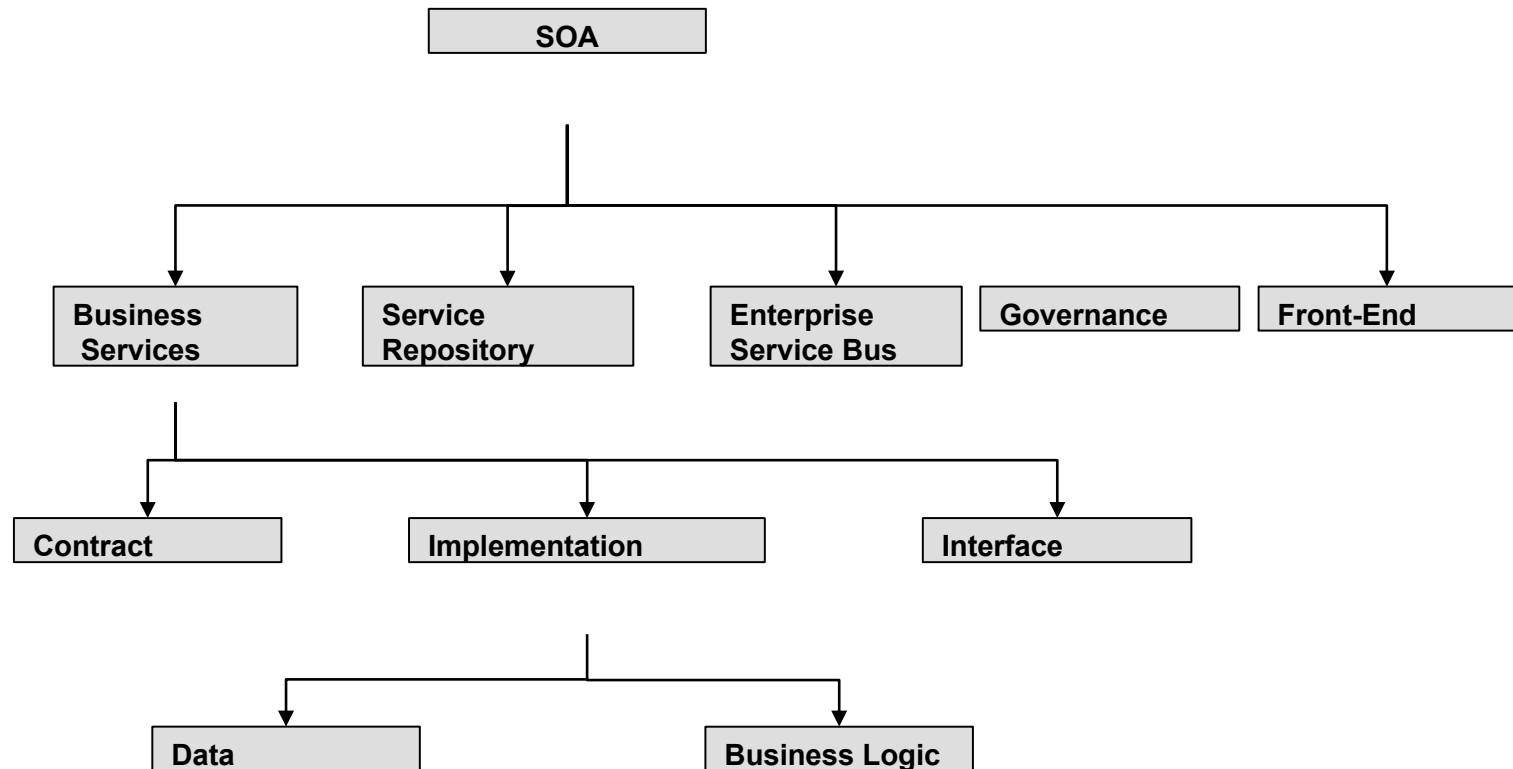 SOA
Business
Services
Service
Repository
Enterprise
Service Bus
Governance
Front-End
Contract
Implementation
Interface
Data
Business Logic